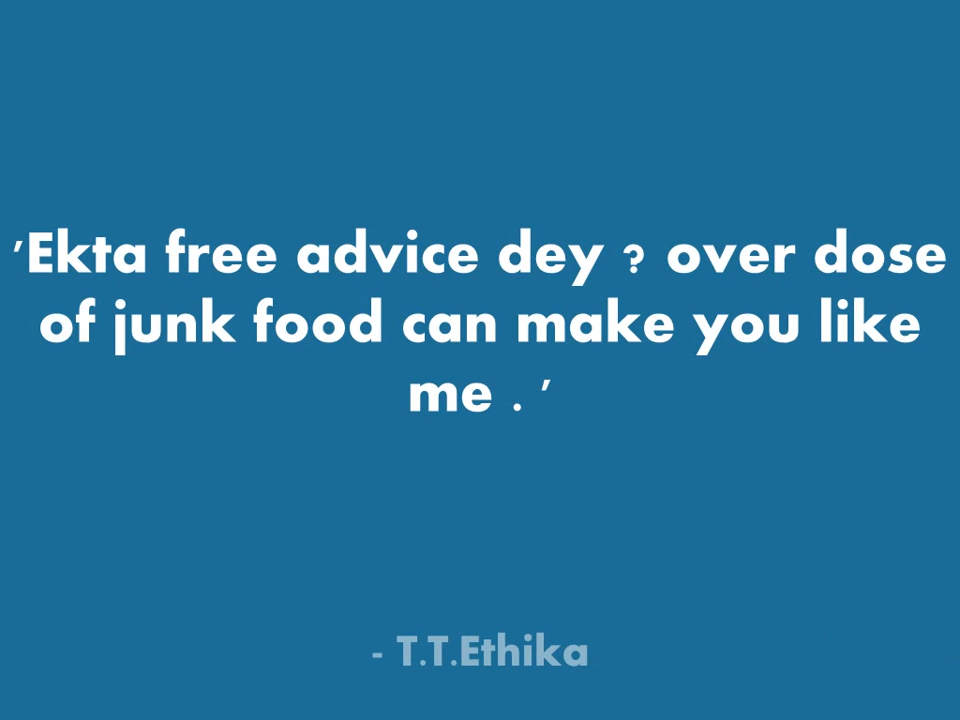 'Ekta free advice dey ? over dose
of junk food can make you like
me . '
- T.T.Ethika